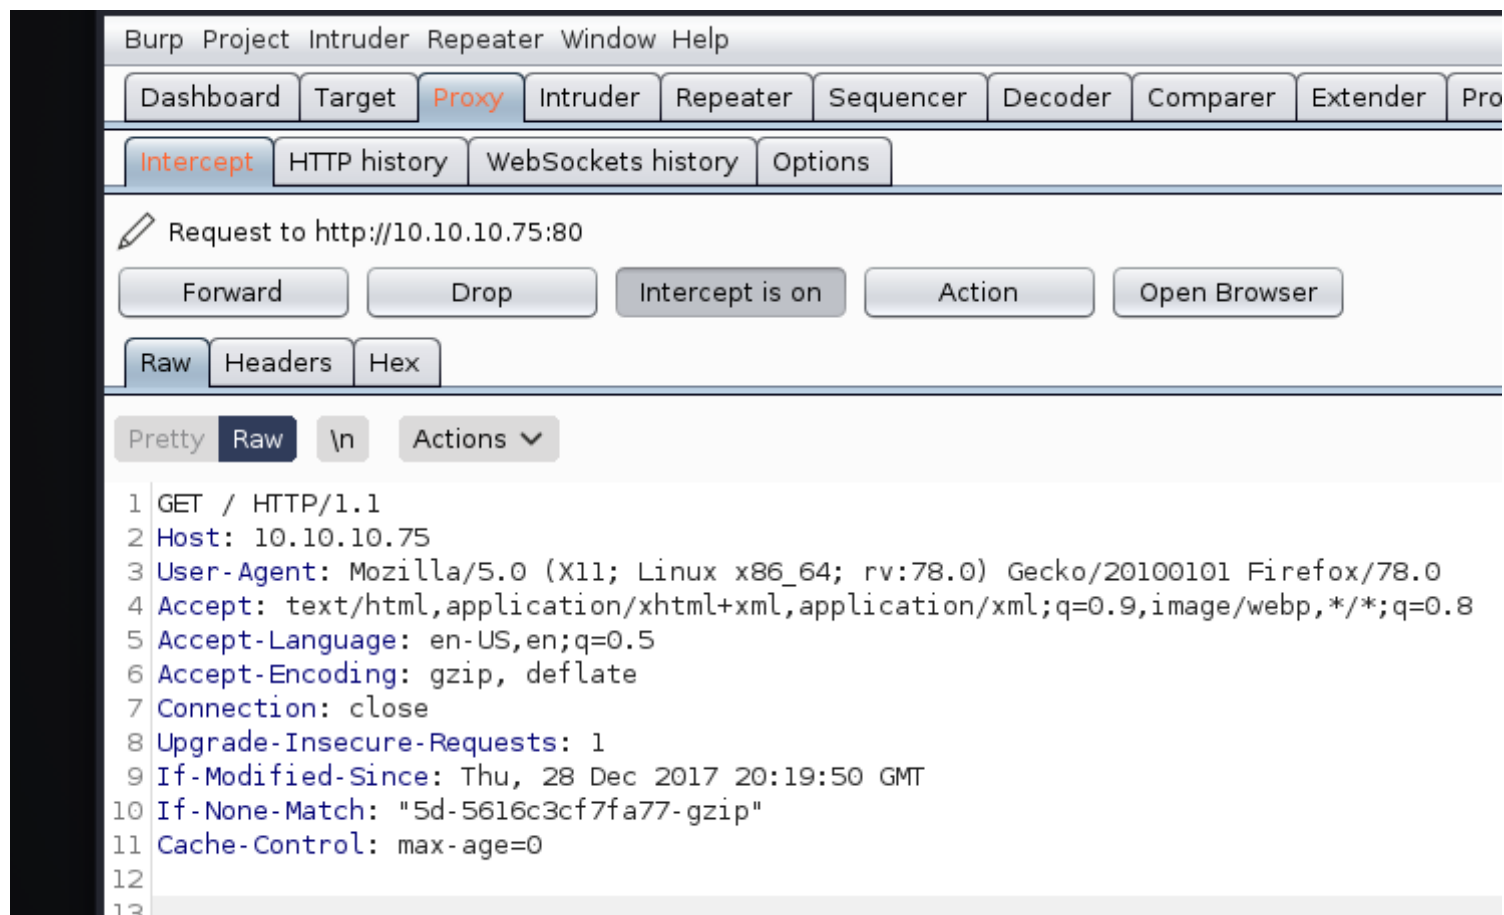 Burp Project Intruder Repeater Window Help
Dashboard Target Proxy Intruder Repeater Sequencer Decoder Comparer Extender
Intercept HTTP history WebSockets history Options
Request to http://10.10.10.75:80
Forward Drop Intercept is on Action Open Browser
Raw Headers Hex
Pretty Raw \n Actions
1 GET / HTTP/1.1
2 Host: 10.10.10.75
3 User-Agent: Mozilla/5.0 (X11; Linux x86_64; rv:78.0) Gecko/20100101 Firefox/78.0
4 Accept: text/html,application/xhtml+xml,application/xml;q=0.9,image/webp,*/*;q=0.8
5 Accept-Language: en-US,en;q=0.5
6 Accept-Encoding: gzip, deflate
7 Connection: close
8 Upgrade-Insecure-Requests: 1
9 If-Modified-Since: Thu, 28 Dec 2017 20:19:50 GMT
10 If-None-Match: "5d-5616c3cf7fa77-gzip"
11 Cache-Control: max-age=0
12
13